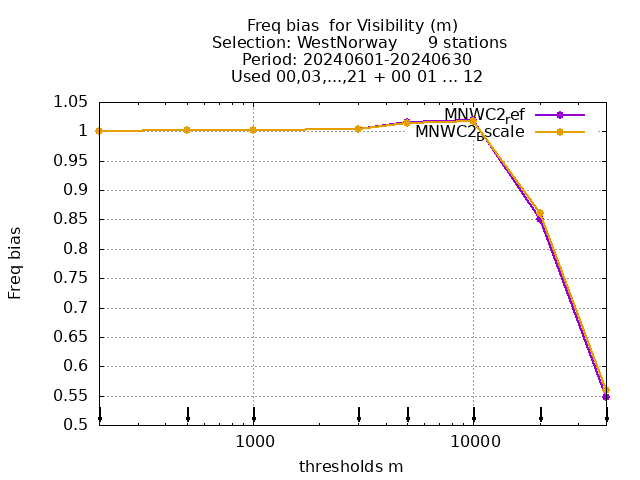 Freq bias  for Visibility (m)
Selection: WestNorway      9 stations
Period: 20240601-20240630
Used 00,03,...,21 + 00 01 ... 12
MNWC2_ref
MNWC2_Bscale
1.05
1
0.95
0.9
0.85
0.8
0.75
0.7
0.65
0.6
0.55
0.5
Freq bias
1000
10000
thresholds m